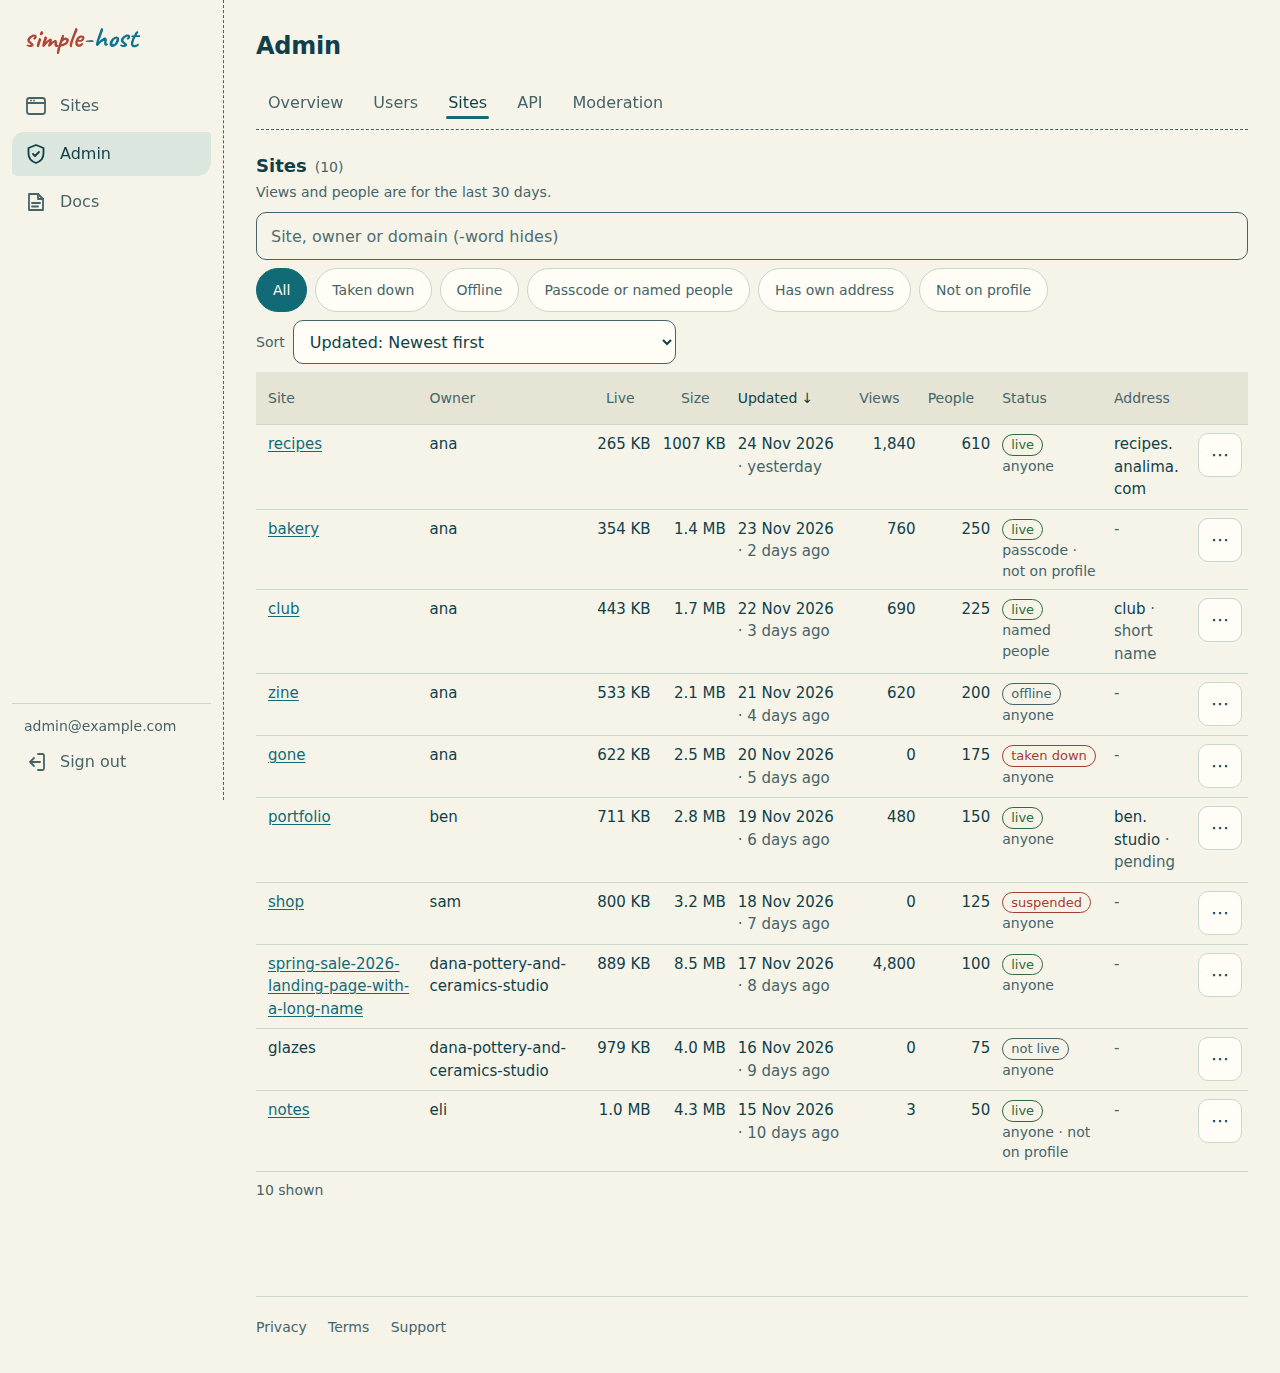 simple-host
Sites
Admin
Docs
admin@example.com
Sign out
Admin
Overview Users Sites API Moderation
Sites (10)
Views and people are for the last 30 days.
Site, owner or domain (-word hides)
All Taken down Offline Passcode or named people Has own address Not on profile
Sort Updated: Newest first
Site Owner Live Size Updated ↓ Views People Status Address
recipes ana 265 KB 1007 KB 24 Nov 2026 1,840 610 live recipes. ⋯
· yesterday anyone analima.
com
bakery ana 354 KB 1.4 MB 23 Nov 2026 760 250 live - ⋯
· 2 days ago passcode ·
not on profile
club ana 443 KB 1.7 MB 22 Nov 2026 690 225 live club · ⋯
· 3 days ago named short
people name
zine ana 533 KB 2.1 MB 21 Nov 2026 620 200 offline - ⋯
· 4 days ago anyone
gone ana 622 KB 2.5 MB 20 Nov 2026 0 175 taken down - ⋯
· 5 days ago anyone
portfolio ben 711 KB 2.8 MB 19 Nov 2026 480 150 live ben. ⋯
· 6 days ago anyone studio ·
pending
shop sam 800 KB 3.2 MB 18 Nov 2026 0 125 suspended - ⋯
· 7 days ago anyone
spring-sale-2026- dana-pottery-and- 889 KB 8.5 MB 17 Nov 2026 4,800 100 live - ⋯
landing-page-with- ceramics-studio · 8 days ago anyone
a-long-name
glazes dana-pottery-and- 979 KB 4.0 MB 16 Nov 2026 0 75 not live - ⋯
ceramics-studio · 9 days ago anyone
notes eli 1.0 MB 4.3 MB 15 Nov 2026 3 50 live - ⋯
· 10 days ago anyone · not
on profile
10 shown
Privacy Terms Support